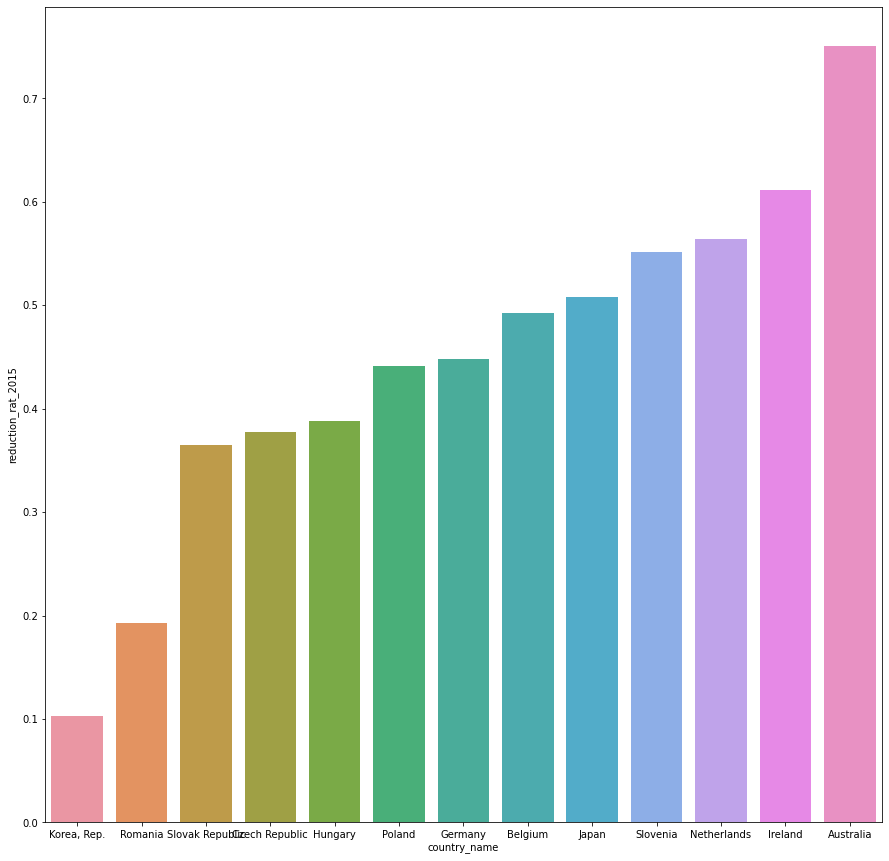 0.7
0.6
0.5
0.4
0.3
0.2
0.1
0.0
reduction_rat_2015
Korea, Rep. Romania Slovak Republic Czech Republic Hungary Poland Germany Belgium Japan Slovenia Netherlands Ireland Australia
country_name